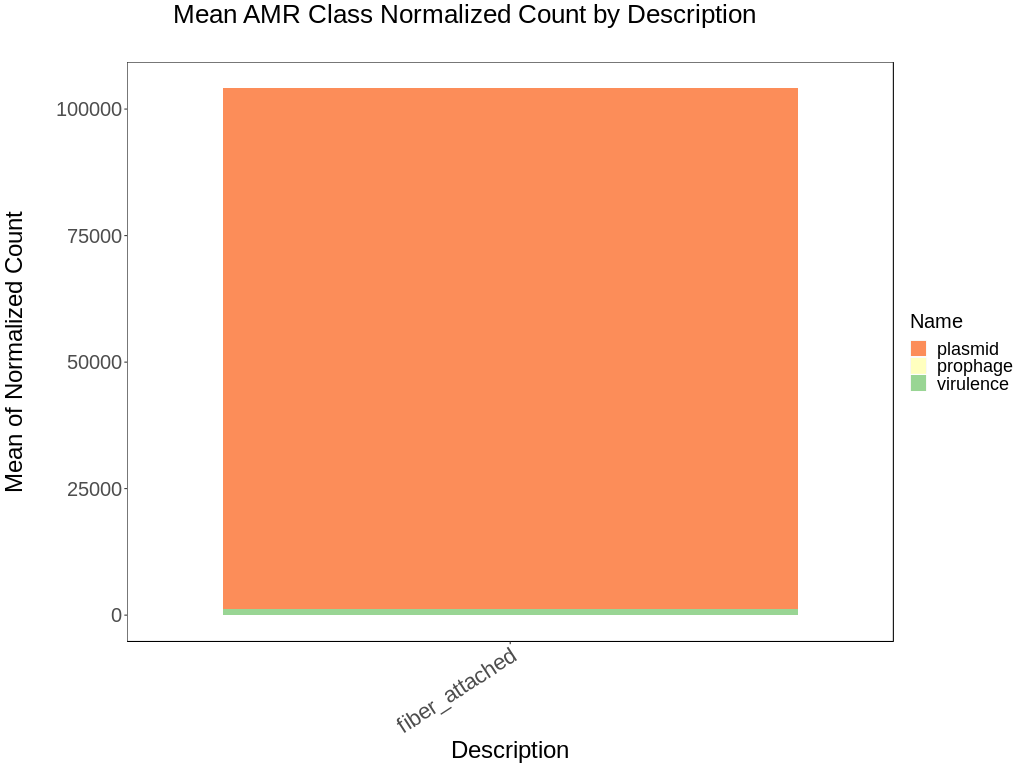 Mean AMR Class Normalized Count by Description
Mean of Normalized Count
100000
75000
50000
25000
0
fiber_attached
Description
Name
plasmid
prophage
virulence